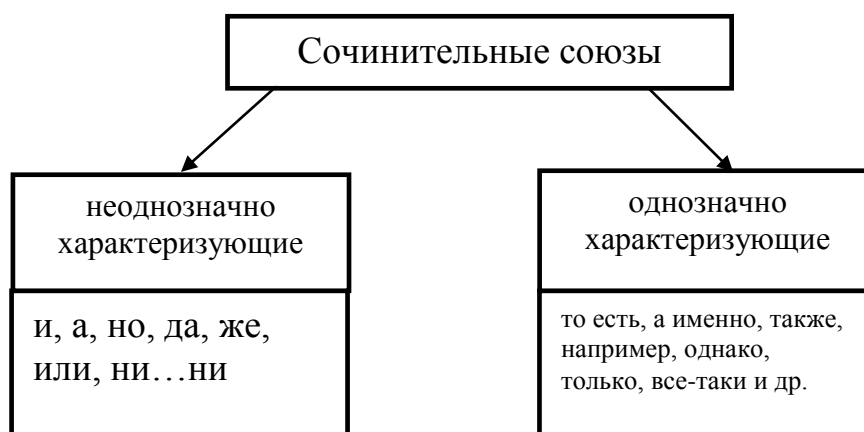 Сочинительные союзы
неоднозначно
характеризующие
и, а, но, да, же,
или, ни…ни
однозначно
характеризующие
то есть, а именно, также,
например, однако,
только, все-таки и др.